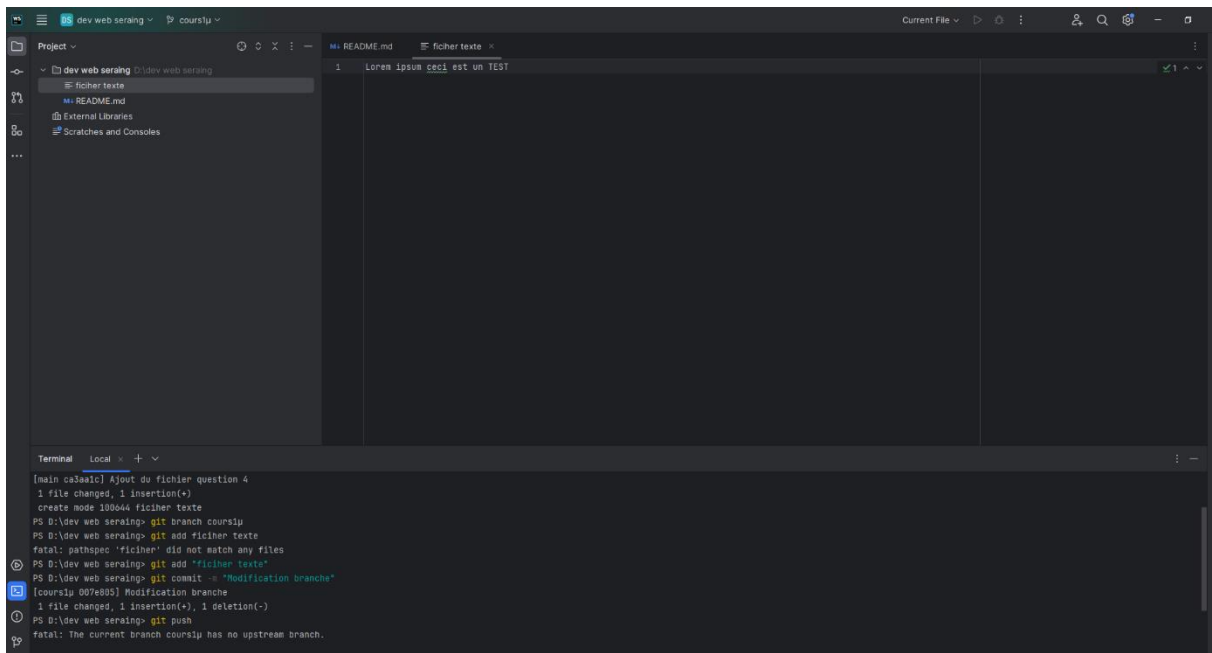 WS DS dev web seraing cours1µ Current File
Project
M↓ README.md ficiher texte
dev web seraing D:\dev web seraing
ficiher texte
M↓ README.md
External Libraries
Scratches and Consoles
1 Lorem ipsum ceci est un TEST
1
Terminal Local
[main ca3aa1c] Ajout du fichier question 4
1 file changed, 1 insertion(+)
create mode 100644 ficiher texte
PS D:\dev web seraing> git branch cours1µ
PS D:\dev web seraing> git add ficiher texte
fatal: pathspec 'ficiher' did not match any files
PS D:\dev web seraing> git add "ficiher texte"
PS D:\dev web seraing> git commit -m "Modification branche"
[cours1µ 007e805] Modification branche
1 file changed, 1 insertion(+), 1 deletion(-)
PS D:\dev web seraing> git push
fatal: The current branch cours1µ has no upstream branch.